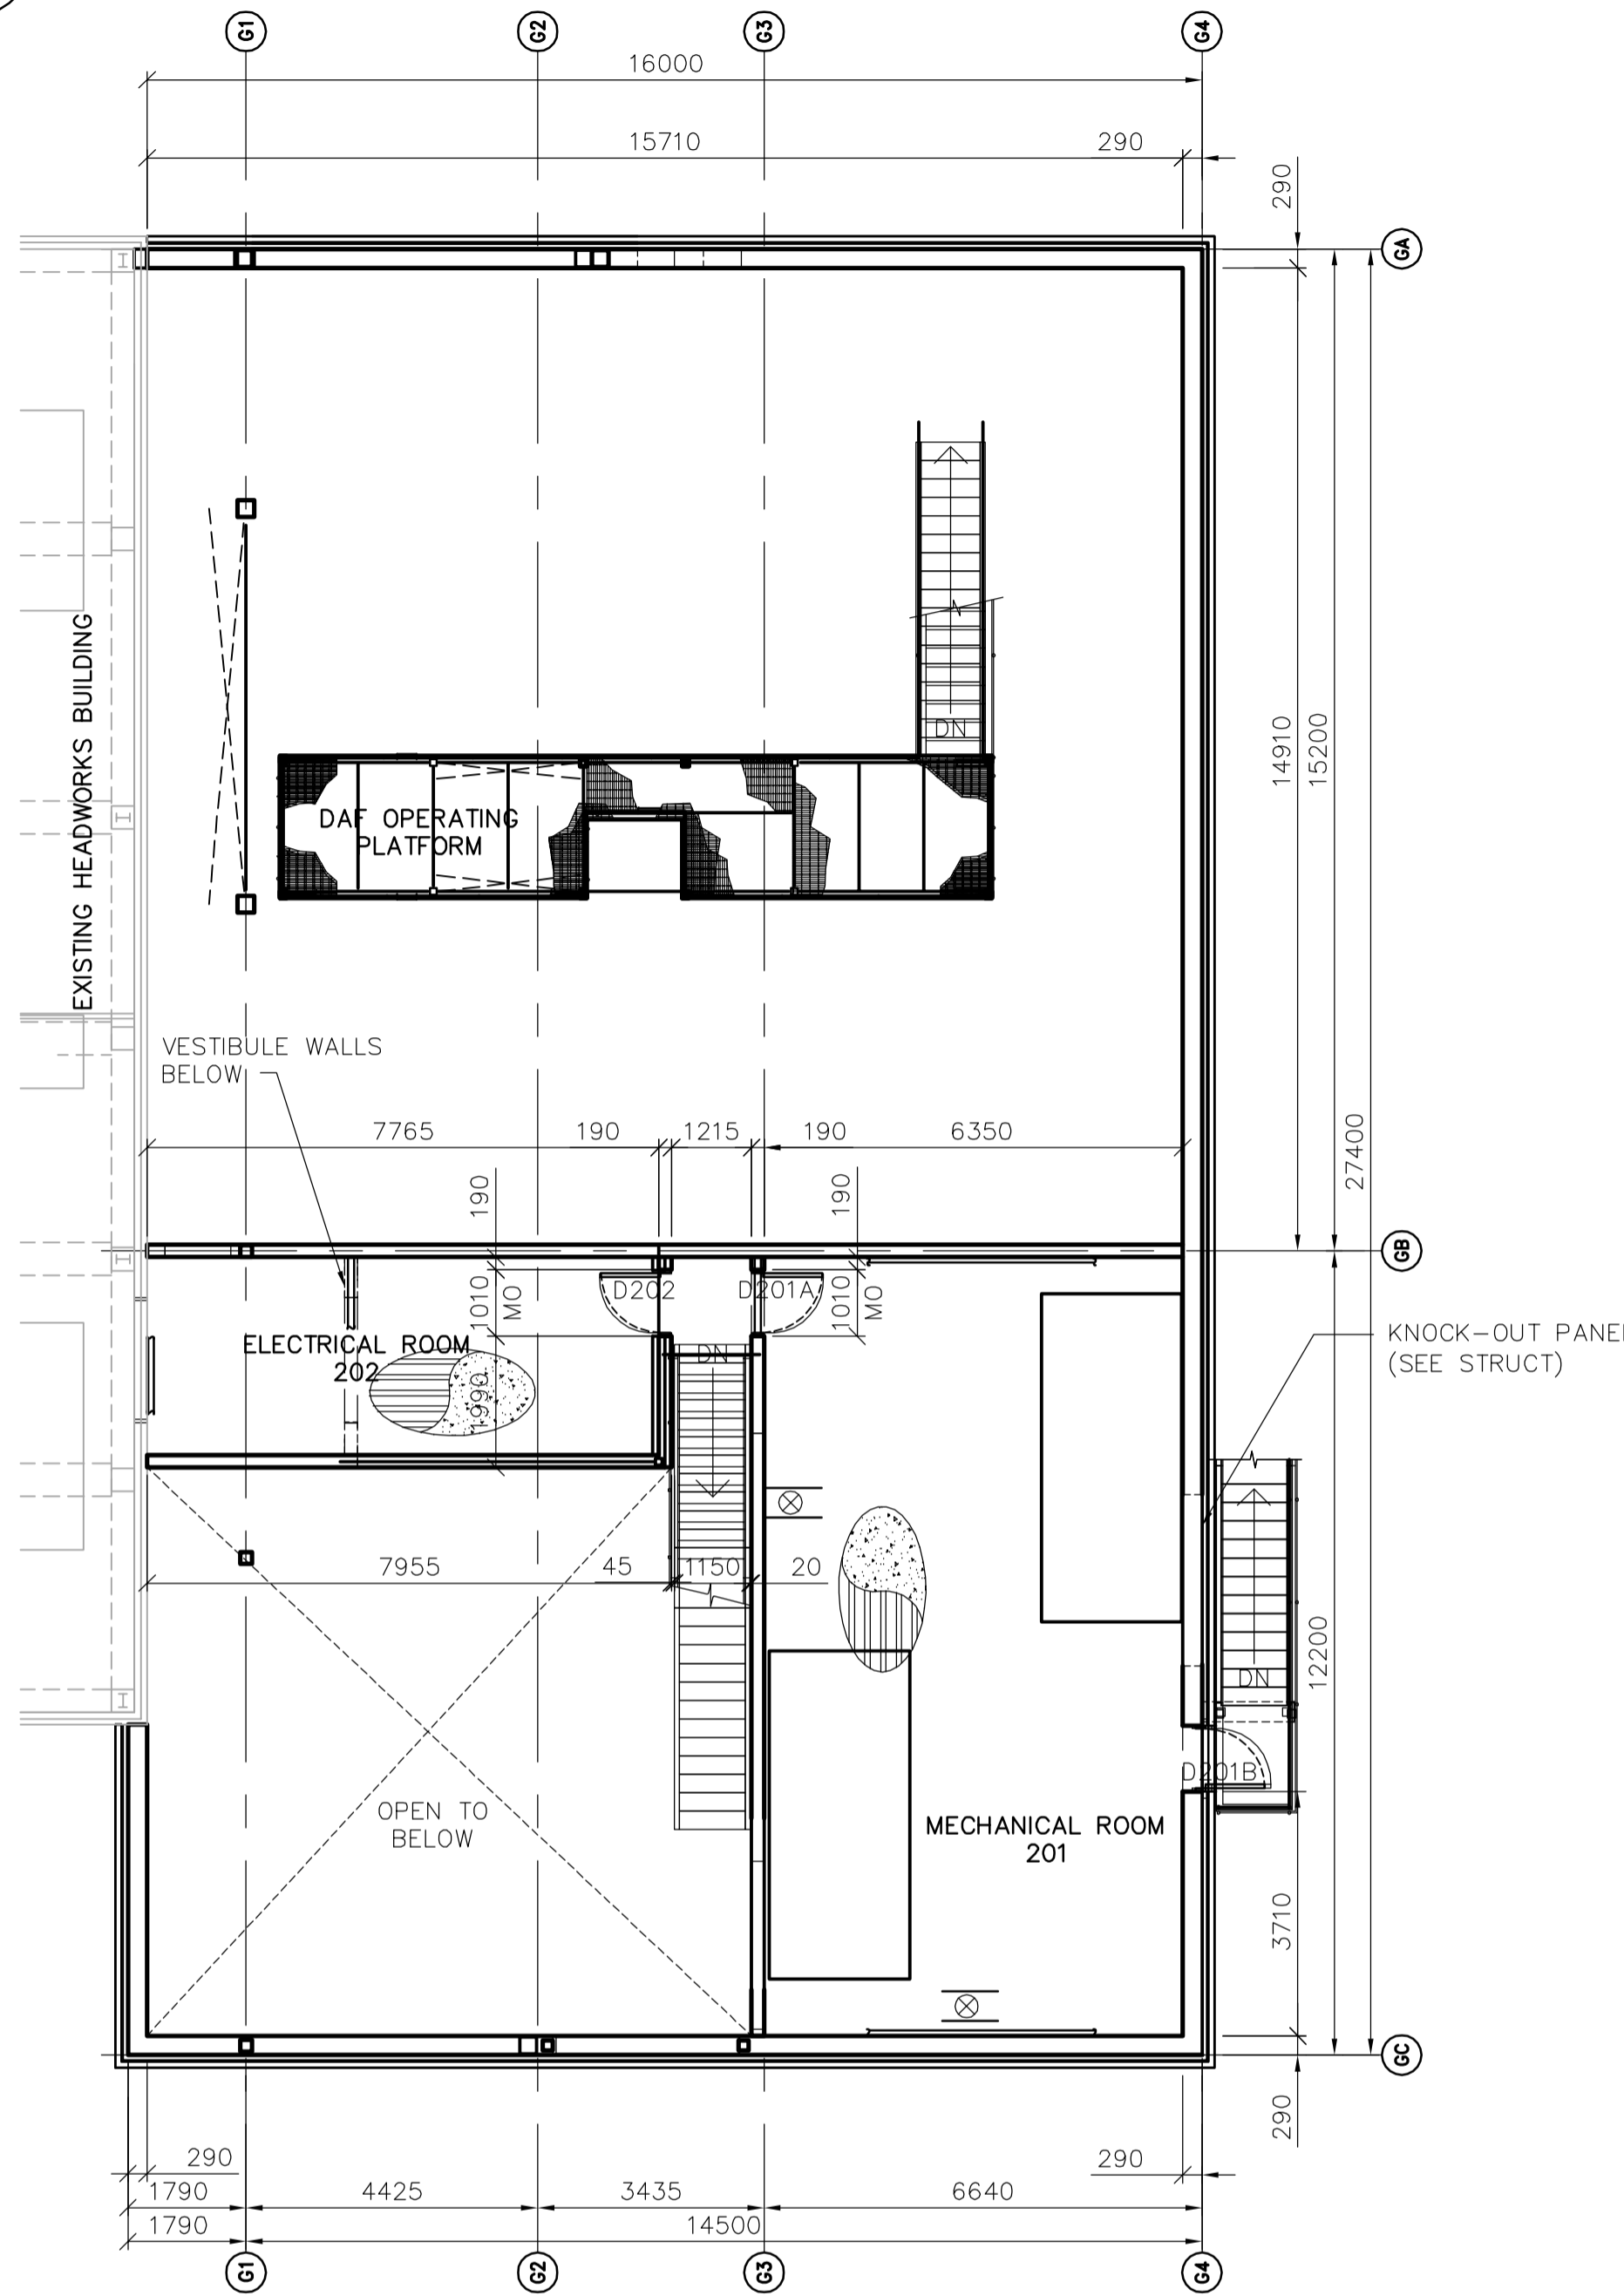 G1
G2
G3
G4
16000
15710
290
290
GA
EXISTING HEADWORKS BUILDING
14910
15200
27400
DN
DAF OPERATING
PLATFORM
VESTIBULE WALLS
BELOW
7765
190
1215
190
6350
190
190
GB
1010
MO
D202
D201A
1010
MO
ELECTRICAL ROOM
202
DN
1990
KNOCK-OUT PANEL
(SEE STRUCT)
7955
45
1150
20
12200
DN
D201B
OPEN TO
BELOW
MECHANICAL ROOM
201
3710
GC
290
290
290
1790
4425
3435
6640
1790
14500
G1
G2
G3
G4